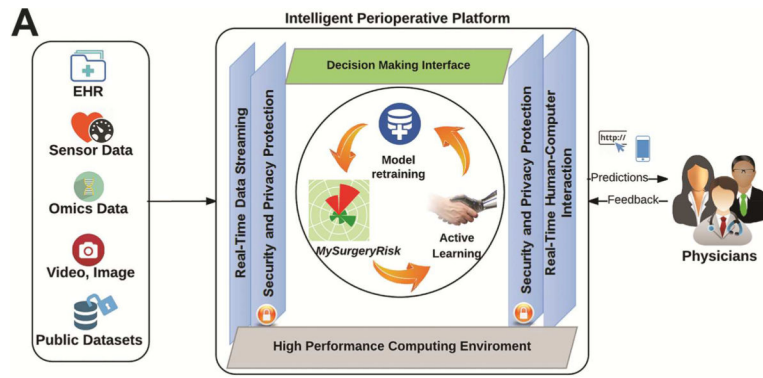 A
Intelligent Perioperative Platform
EHR
Sensor Data
Omics Data
Video, Image
Public Datasets
Real-Time Data Streaming
Security and Privacy Protection
Decision Making Interface
Model
retraining
MySurgeryRisk
Active
Learning
Security and Privacy Protection
Real-Time Human-Computer
Interaction
High Performance Computing Enviroment
http://
Predictions
Feedback
Physicians